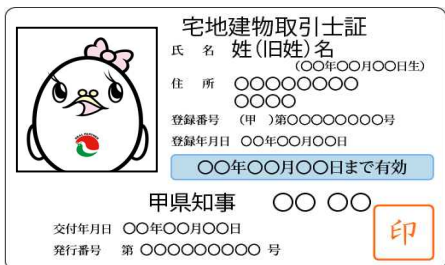 宅地建物取引士証
氏 名 姓(旧姓)名
(〇〇年〇〇月〇〇日生)
住 所 〇〇〇〇〇〇〇〇
〇〇〇〇
登録番号 (甲 )第〇〇〇〇〇〇〇〇号
登録年月日 〇〇年〇〇月〇〇日
〇〇年〇〇月〇〇日まで有効
甲県知事 〇〇 〇〇
交付年月日 〇〇年〇〇月〇〇日
発行番号 第 〇〇〇〇〇〇〇〇〇 号
印